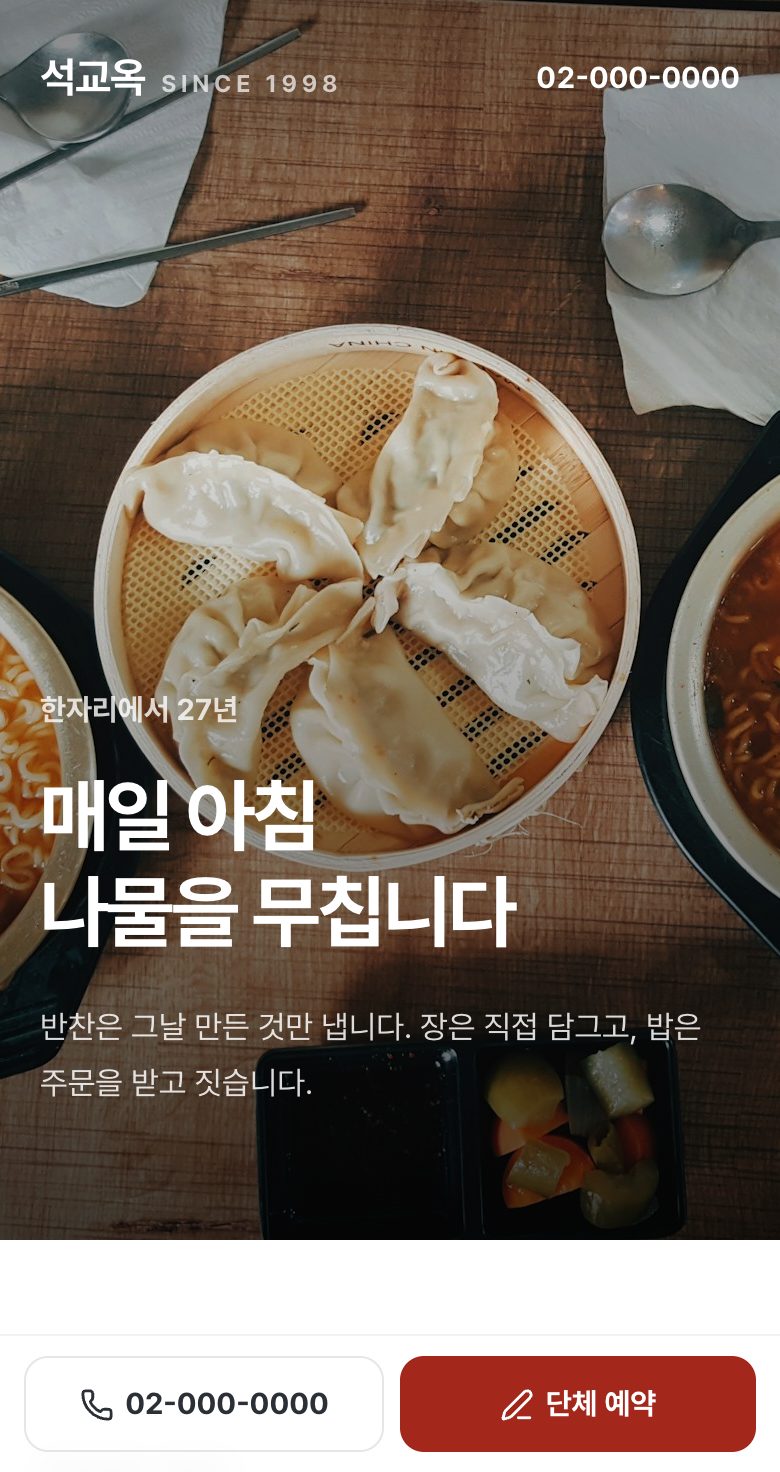 석교옥 SINCE 1998
02-000-0000
IN CHINA
한자리에서 27년
매일 아침
나물을 무칩니다
반찬은 그날 만든 것만 냅니다. 장은 직접 담그고, 밥은
주문을 받고 짓습니다.
02-000-0000
단체 예약